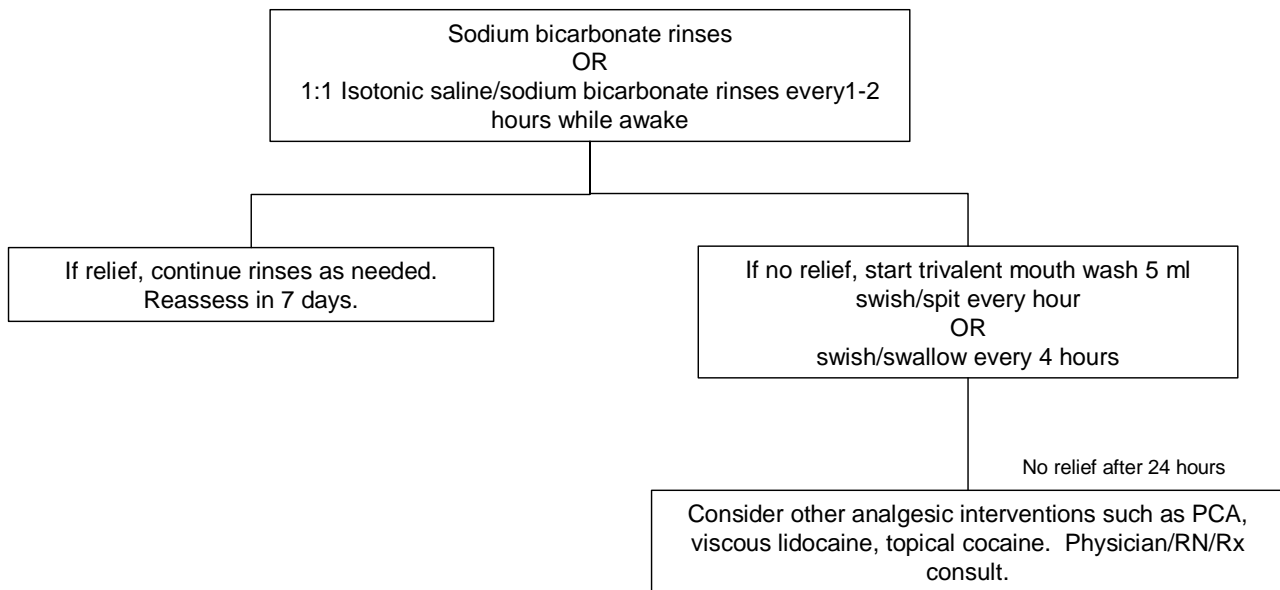 Sodium bicarbonate rinses
OR
1:1 Isotonic saline/sodium bicarbonate rinses every1-2
hours while awake
If relief, continue rinses as needed.
Reassess in 7 days.
If no relief, start trivalent mouth wash 5 ml
swish/spit every hour
OR
swish/swallow every 4 hours
No relief after 24 hours
Consider other analgesic interventions such as PCA,
viscous lidocaine, topical cocaine.  Physician/RN/Rx
consult.